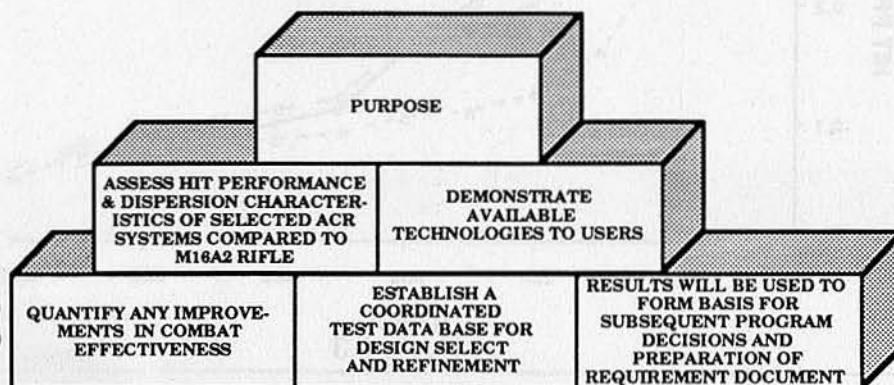 PURPOSE
ASSESS HIT PERFORMANCE
& DISPERSION CHARACTER-
ISTICS OF SELECTED ACR
SYSTEMS COMPARED TO
M16A2 RIFLE
DEMONSTRATE
AVAILABLE
TECHNOLOGIES TO USERS
QUANTIFY ANY IMPROVE-
MENTS IN COMBAT
EFFECTIVENESS
ESTABLISH A
COORDINATED
TEST DATA BASE FOR
DESIGN SELECT
AND REFINEMENT
RESULTS WILL BE USED TO
FORM BASIS FOR
SUBSEQUENT PROGRAM
DECISIONS AND
PREPARATION OF
REQUIREMENT DOCUMENT